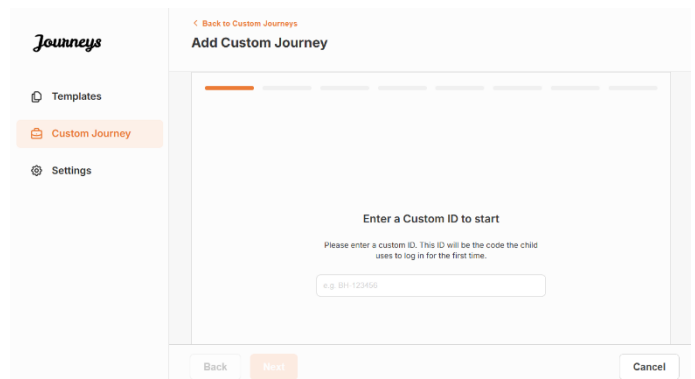 Journeys
Templates
Custom Journey
Settings
< Back to Custom Journeys
Add Custom Journey
Enter a Custom ID to start
Please enter a custom ID. This ID will be the code the child
uses to log in for the first time.
e.g. BH-123456
Back
Next
Cancel